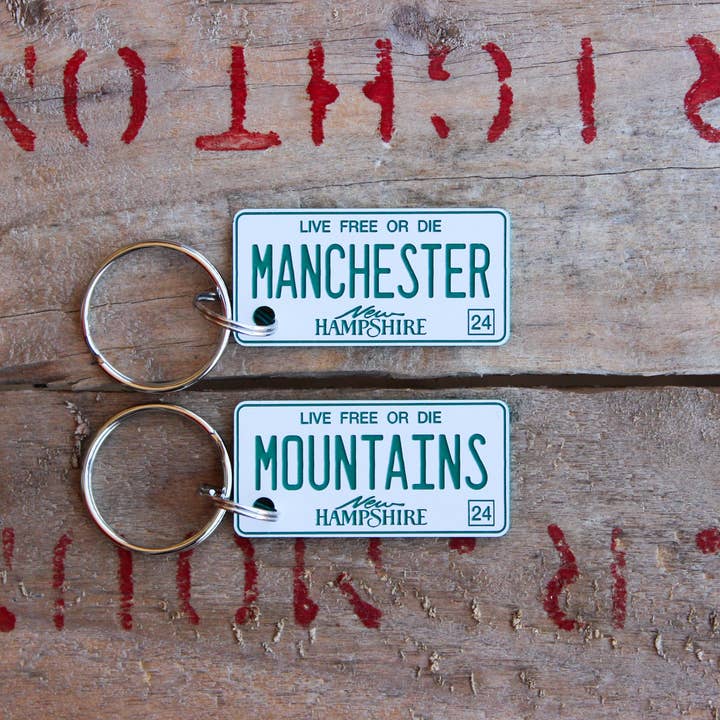 LIVE FREE OR DIE
MANCHESTER
New
HAMPSHIRE
24
LIVE FREE OR DIE
MOUNTAINS
New
HAMPSHIRE
24